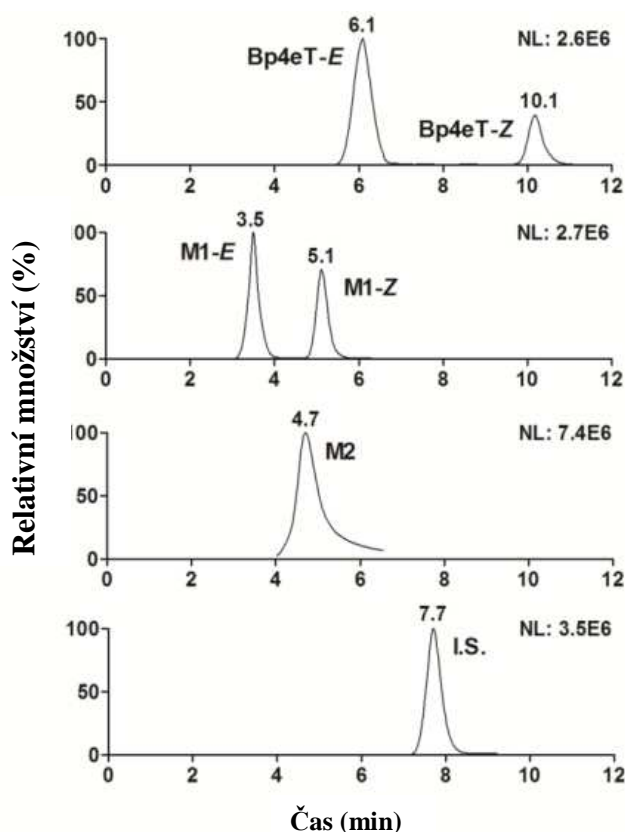 Relativní množství (%)
100
50
0
6.1
Bp4eT-E
10.1
Bp4eT-Z
NL: 2.6E6
0 2 4 6 8 10 12
00
50
0
3.5
M1-E
5.1
M1-Z
NL: 2.7E6
0 2 4 6 8 10 12
00
50
0
4.7
M2
NL: 7.4E6
0 2 4 6 8 10 12
100
50
0
7.7
I.S.
NL: 3.5E6
0 2 4 6 8 10 12
Čas (min)